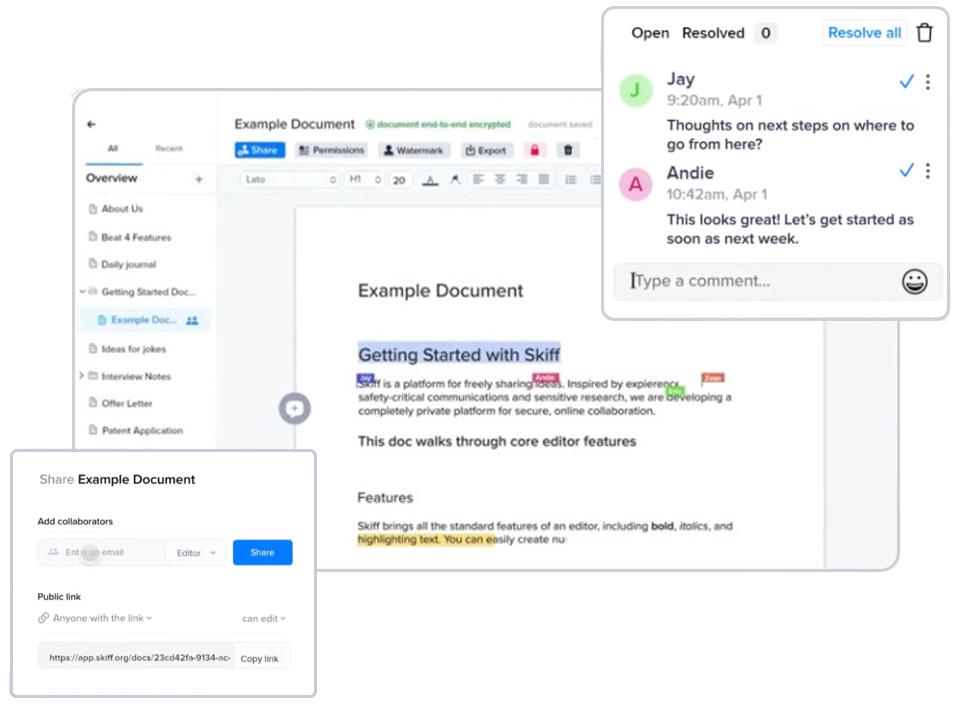 Open Resolved 0 Resolve all
J Jay
9:20am, Apr 1
Thoughts on next steps on where to
go from here?
A Andie
10:42am, Apr 1
This looks great! Let's get started as
soon as next week.
Type a comment...
Example Document document end-to-end encrypted document saved
Share Permissions Watermark Export
Lato H1 20
All Recent
Overview +
About Us
Beat 4 Features
Daily journal
Getting Started Doc...
Example Doc...
Ideas for jokes
Interview Notes
Offer Letter
Patent Application
Example Document
Getting Started with Skiff
Jay Andie
Skiff is a platform for freely sharing ideas. Inspired by
safety-critical communications and sensitive research, we are developing a
completely private platform for secure, online collaboration.
This doc walks through core editor features
Features
Skiff brings all the standard features of an editor, including bold, italics, and
highlighting text. You can easily create nu
Share Example Document
Add collaborators
Enter an email Editor Share
Public link
Anyone with the link can edit
https://app.skiff.org/docs/23cd42fa-9134-ac- Copy link